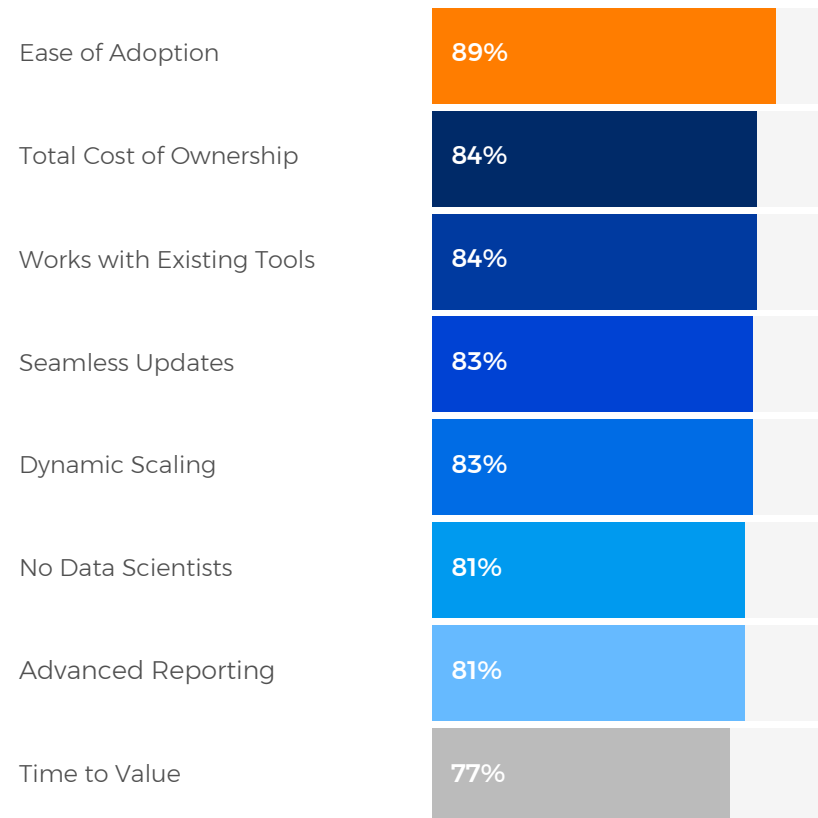 Ease of Adoption 89%
Total Cost of Ownership 84%
Works with Existing Tools 84%
Seamless Updates 83%
Dynamic Scaling 83%
No Data Scientists 81%
Advanced Reporting 81%
Time to Value 77%